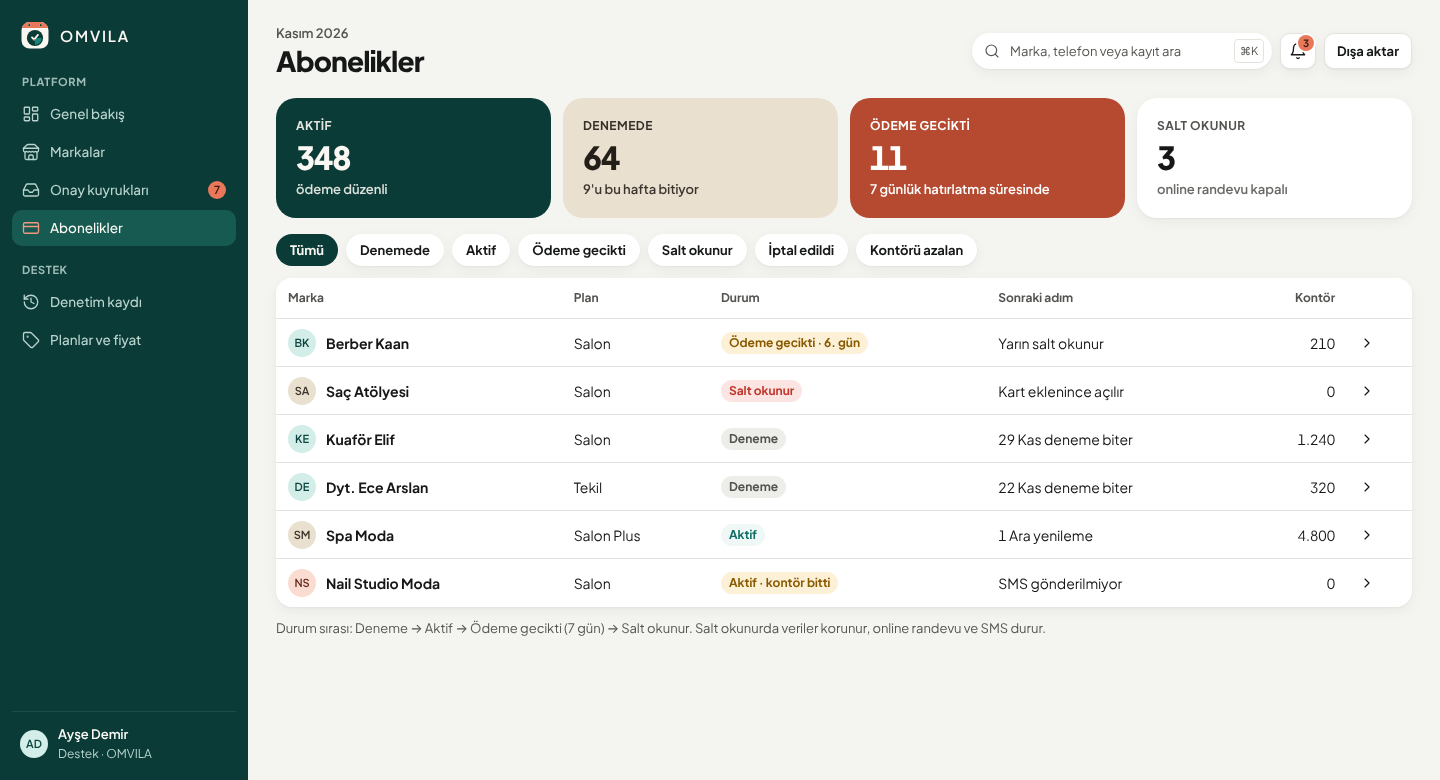 OMVILA
PLATFORM
Genel bakış
Markalar
Onay kuyrukları 7
Abonelikler
DESTEK
Denetim kaydı
Planlar ve fiyat
AD
Ayşe Demir
Destek · OMVILA
Kasım 2026
Abonelikler
Marka, telefon veya kayıt ara ⌘K
3
Dışa aktar
AKTİF
348
ödeme düzenli
DENEMEDE
64
9'u bu hafta bitiyor
ÖDEME GECİKTİ
11
7 günlük hatırlatma süresinde
SALT OKUNUR
3
online randevu kapalı
Tümü Denemede Aktif Ödeme gecikti Salt okunur İptal edildi Kontörü azalan
Marka Plan Durum Sonraki adım Kontör
BK Berber Kaan Salon Ödeme gecikti · 6. gün Yarın salt okunur 210
SA Saç Atölyesi Salon Salt okunur Kart eklenince açılır 0
KE Kuaför Elif Salon Deneme 29 Kas deneme biter 1.240
DE Dyt. Ece Arslan Tekil Deneme 22 Kas deneme biter 320
SM Spa Moda Salon Plus Aktif 1 Ara yenileme 4.800
NS Nail Studio Moda Salon Aktif · kontör bitti SMS gönderilmiyor 0
Durum sırası: Deneme → Aktif → Ödeme gecikti (7 gün) → Salt okunur. Salt okunurda veriler korunur, online randevu ve SMS durur.